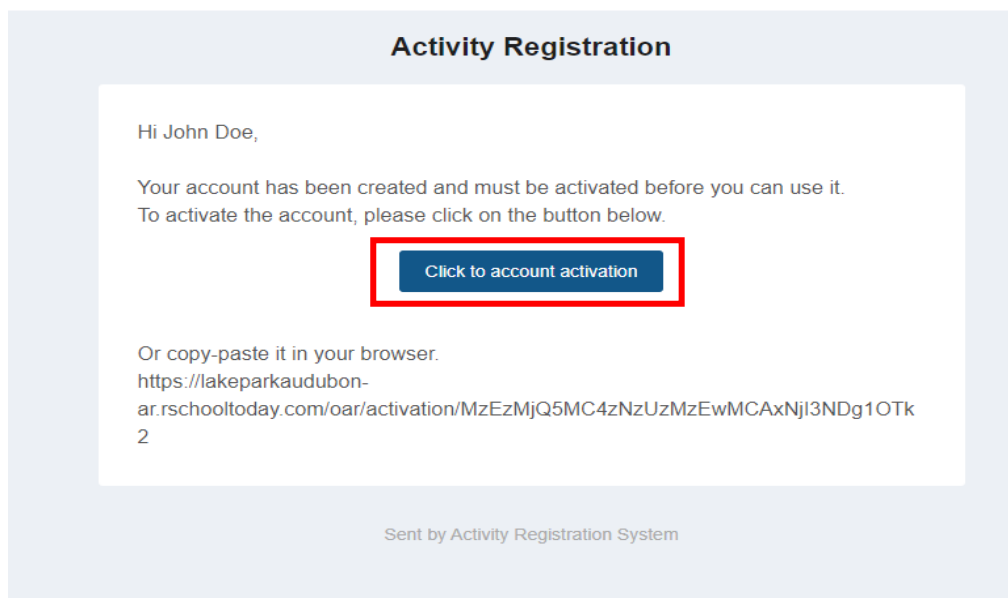 Activity Registration
Hi John Doe,
Your account has been created and must be activated before you can use it.
To activate the account, please click on the button below.
Click to account activation
Or copy-paste it in your browser.
https://lakeparkaudubon-
ar.rschooltoday.com/oar/activation/MzEzMjQ5MC4zNzUzMzEwMCAxNjI3NDg1OTk
2
Sent by Activity Registration System